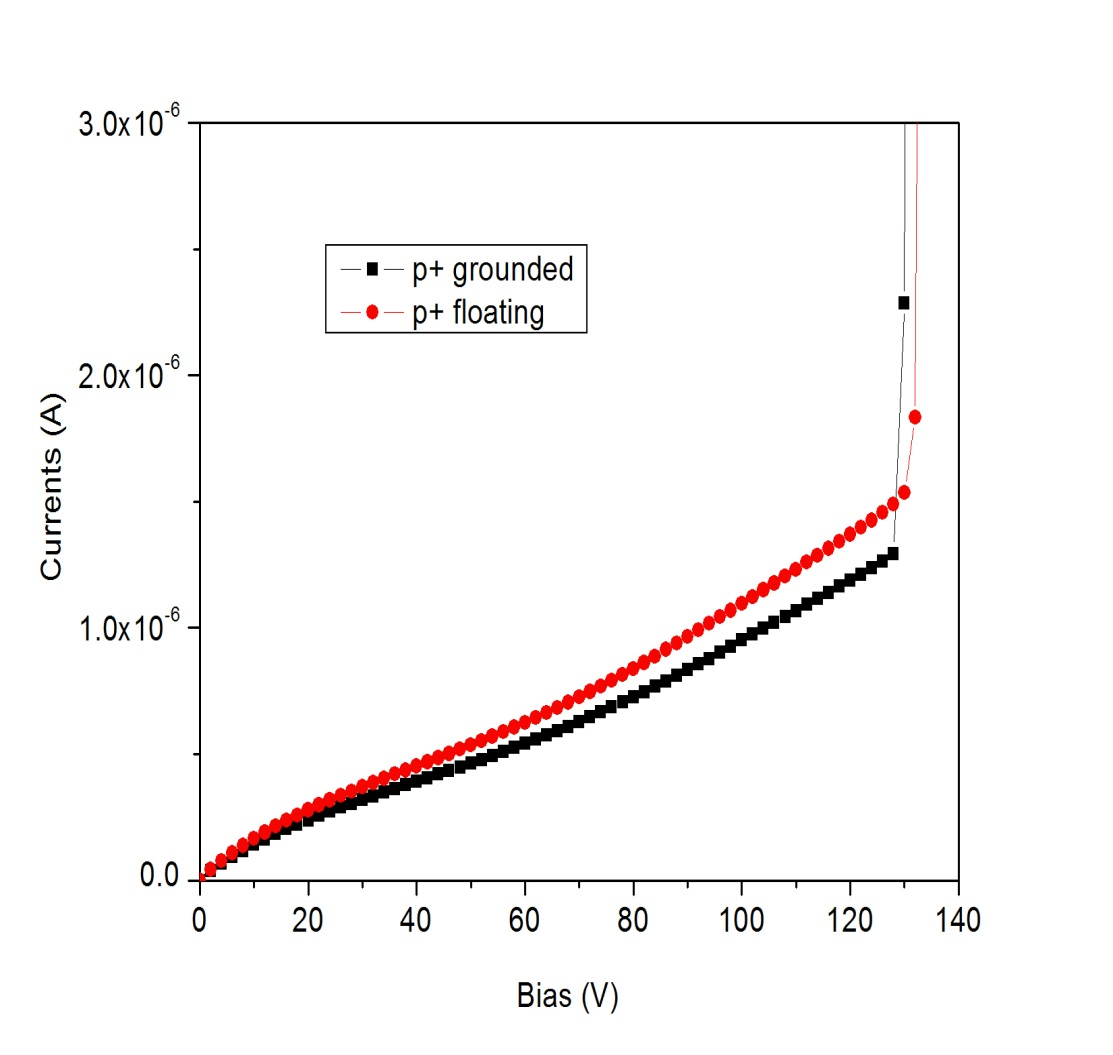 3.0x10-6
p+ grounded
p+ floating
2.0x10-6
Currents (A)
1.0x10-6
0.0
0 20 40 60 80 100 120 140
Bias (V)